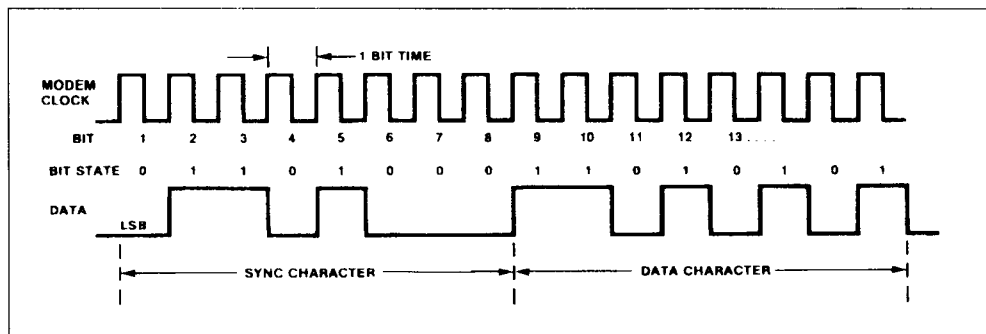 1 BIT TIME
MODEM
CLOCK
BIT 1 2 3 4 5 6 7 8 9 10 11 12 13 . . . .
BIT STATE 0 1 1 0 1 0 0 0 1 1 0 1 0 1 0 1
DATA
LSB
SYNC CHARACTER
DATA CHARACTER